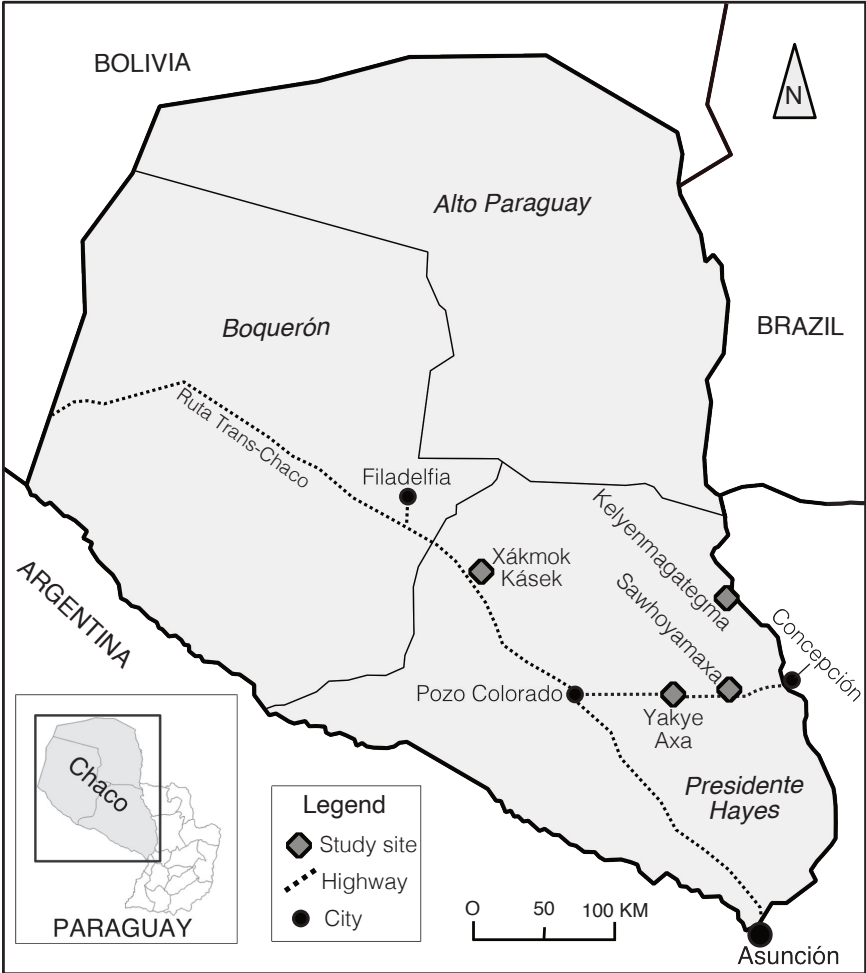 BOLIVIA
N
Alto Paraguay
Boquerón
BRAZIL
Ruta Trans-Chaco
Filadelfia
Kelyenmagategma
Xákmok
Kásek
Sawhoyamaxa
ARGENTINA
Concepción
Pozo Colorado
Yakye
Axa
Presidente
Hayes
Chaco
PARAGUAY
Legend
Study site
Highway
City
0 50 100 KM
Asunción